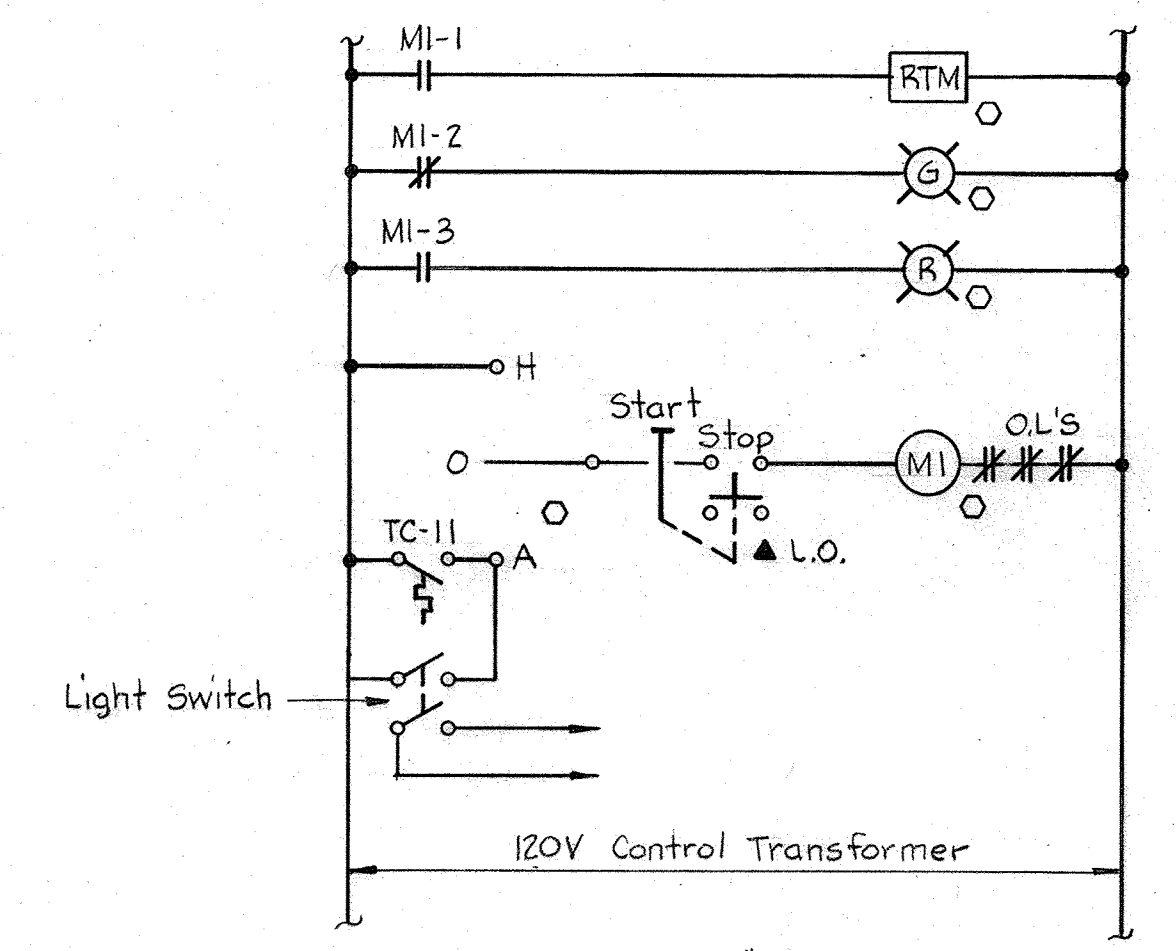 M1-1
RTM
M1-2
G
M1-3
R
H
Start
Stop
O.L'S
O
M1
TC-11
A
L.O.
Light Switch
120V Control Transformer